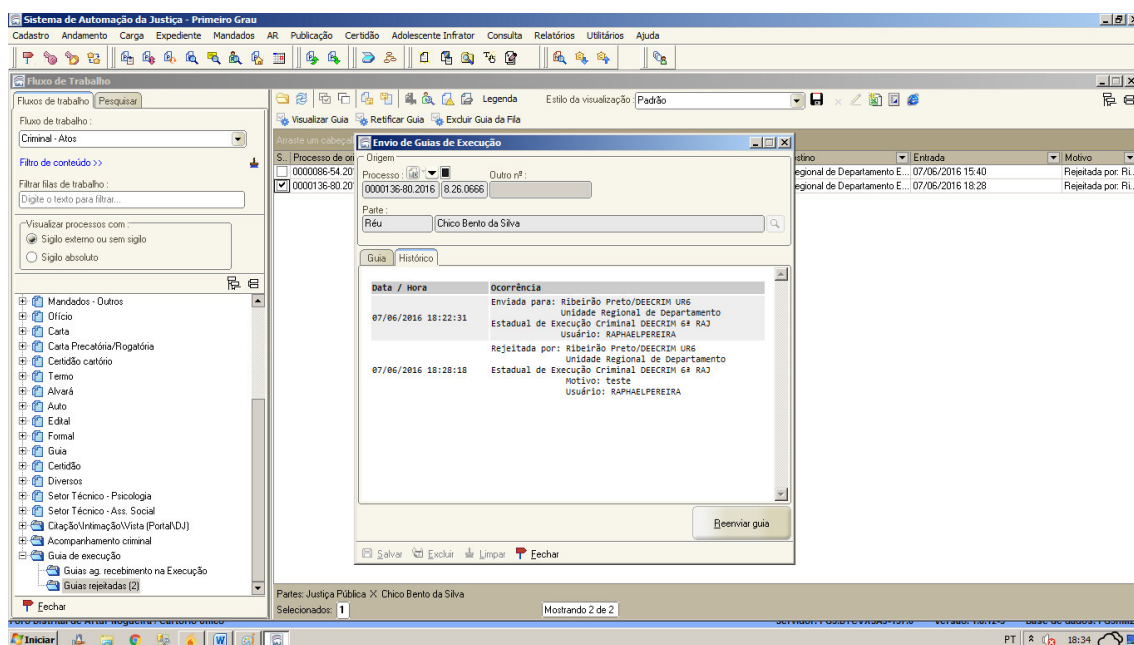 Sistema de Automação da Justiça - Primeiro Grau
Cadastro Andamento Carga Expediente Mandados AR Publicação Certidão Adolescente Infrator Consulta Relatórios Utilitários Ajuda
Fluxo de Trabalho
Fluxos de trabalho Pesquisar
Legenda Estilo da visualização : Padrão
Visualizar Guia Retificar Guia Excluir Guia da Fila
Fluxo de trabalho :
Criminal - Atos
Filtro de conteúdo >>
Filtrar filas de trabalho :
Digite o texto para filtrar...
Visualizar processos com :
Sigilo externo ou sem sigilo
Sigilo absoluto
Mandados - Outros
Ofício
Carta
Carta Precatória/Rogatória
Certidão cartório
Termo
Alvará
Auto
Edital
Formal
Guia
Certidão
Diversos
Setor Técnico - Psicologia
Setor Técnico - Ass. Social
Citação\Intimação\Vista (Portal\DJ)
Acompanhamento criminal
Guia de execução
Guias ag. recebimento na Execução
Guias rejeitadas (2)
Fechar
Arraste um cabeça
S.. Processo de ori
Entrada Motivo
0000086-54.20
07/06/2016 15:40 Rejeitada por: Ri..
0000136-80.20
07/06/2016 18:28 Rejeitada por: Ri..
Envio de Guias de Execução
Origem
Processo : Outro nº :
0000136-80.2016 8.26.0666
Parte :
Réu Chico Bento da Silva
Guia Histórico
Data / Hora Ocorrência
Enviada para: Ribeirão Preto/DEECRIM UR6
Unidade Regional de Departamento
07/06/2016 18:22:31
Estadual de Execução Criminal DEECRIM 6ª RAJ
Usuário: RAPHAELPEREIRA
Rejeitada por: Ribeirão Preto/DEECRIM UR6
Unidade Regional de Departamento
07/06/2016 18:28:18 Estadual de Execução Criminal DEECRIM 6ª RAJ
Motivo: teste
Usuário: RAPHAELPEREIRA
Reenviar guia
Salvar Excluir Limpar Fechar
Partes: Justiça Pública X Chico Bento da Silva
Selecionados: 1 Mostrando 2 de 2
Iniciar
PT 18:34